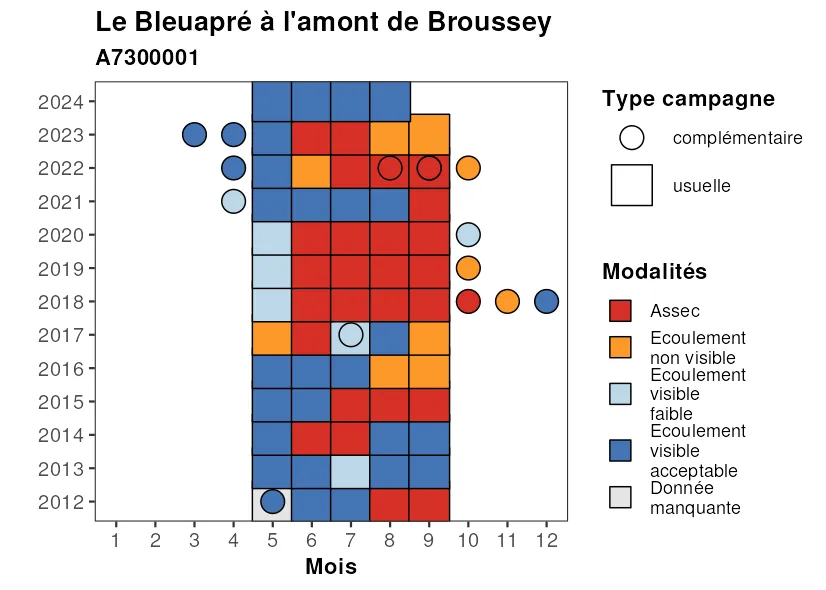 Le Bleuapré à l'amont de Broussey
A7300001
2024
2023
2022
2021
2020
2019
2018
2017
2016
2015
2014
2013
2012
1 2 3 4 5 6 7 8 9 10 11 12
Mois
Type campagne
complémentaire
usuelle
Modalités
Assec
Ecoulement
non visible
Ecoulement
visible
faible
Ecoulement
visible
acceptable
Donnée
manquante